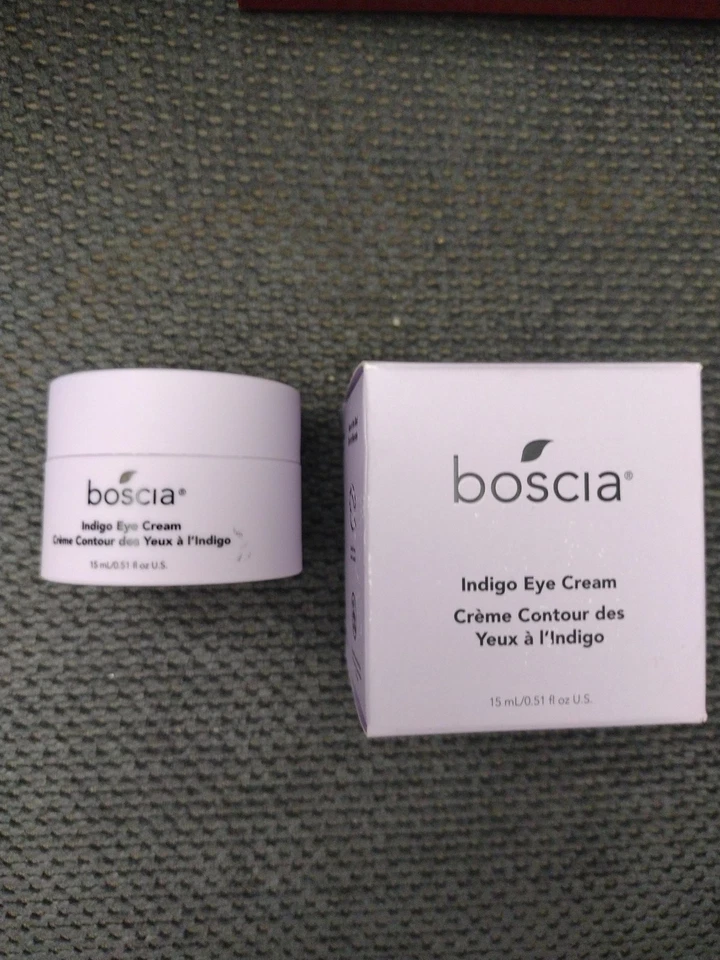 boscia®
Indigo Eye Cream
Crème Contour des Yeux à l'Indigo
15 mL/0.51 fl oz U.S.
boscia®
Indigo Eye Cream
Crème Contour des
Yeux à l'Indigo
15 mL/0.51 fl oz U.S.